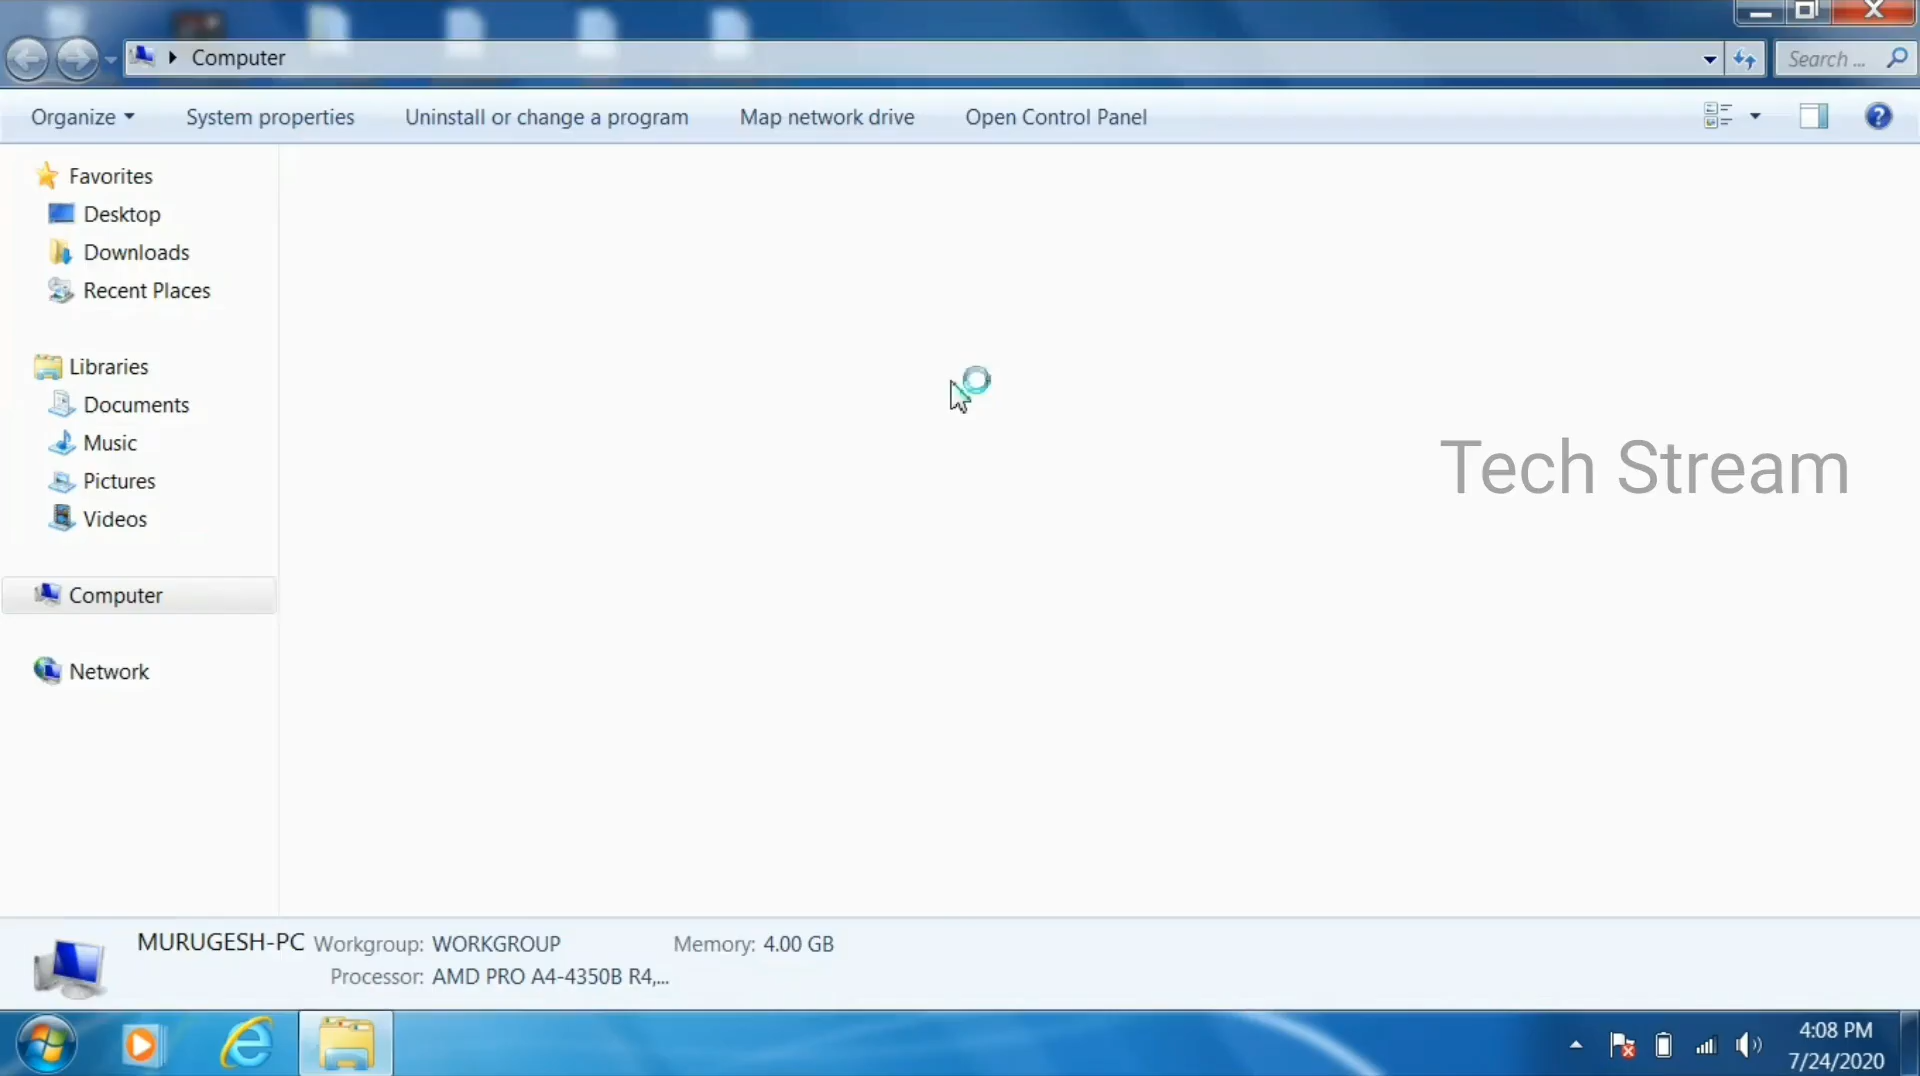 Computer
Search ...
Organize
System properties
Uninstall or change a program
Map network drive
Open Control Panel
Favorites
Desktop
Downloads
Recent Places
Libraries
Documents
Music
Pictures
Videos
Computer
Network
Tech Stream
MURUGESH-PC Workgroup: WORKGROUP Memory: 4.00 GB
Processor: AMD PRO A4-4350B R4,...
4:08 PM
7/24/2020